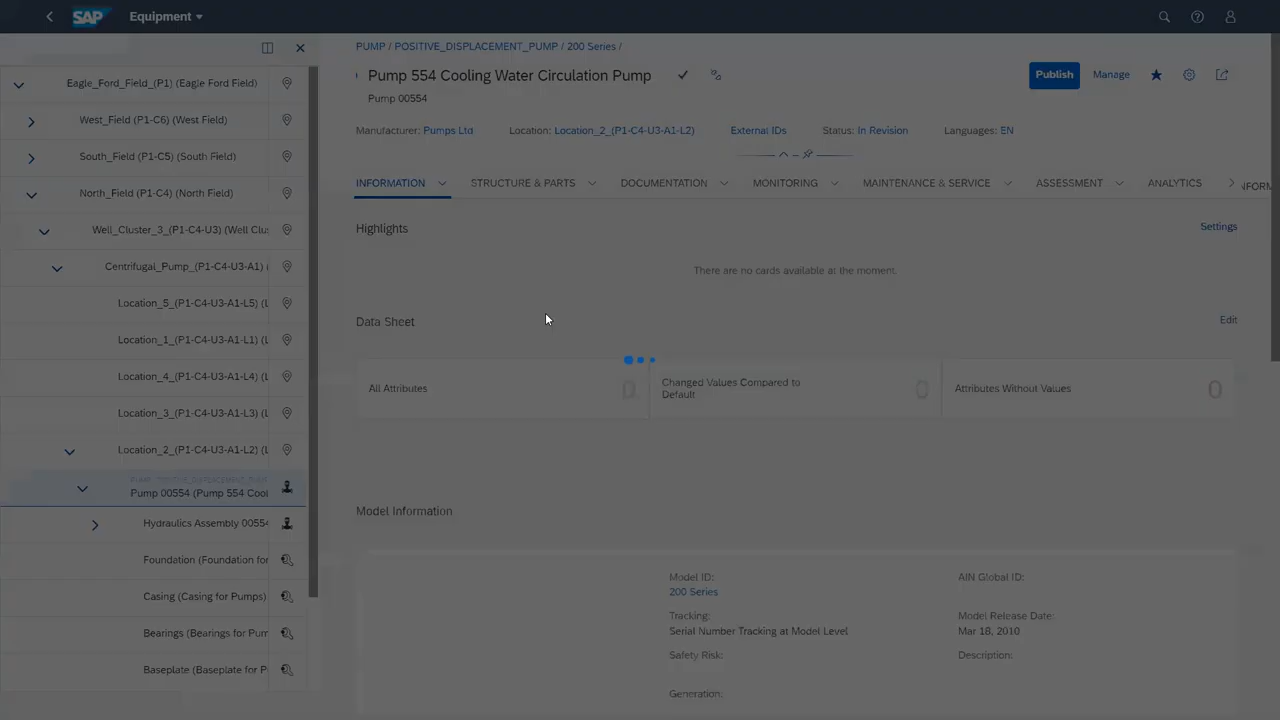 SAP Equipment
Eagle_Ford_Field_(P1) (Eagle Ford Field)
West_Field (P1-C6) (West Field)
South_Field (P1-C5) (South Field)
North_Field (P1-C4) (North Field)
Well_Cluster_3_(P1-C4-U3) (Well Clus
Centrifugal_Pump_(P1-C4-U3-A1) (
Location_5_(P1-C4-U3-A1-L5) (L
Location_1_(P1-C4-U3-A1-L1) (L
Location_4_(P1-C4-U3-A1-L4) (L
Location_3_(P1-C4-U3-A1-L3) (L
Location_2_(P1-C4-U3-A1-L2) (L
Pump 00554 (Pump 554 Cool
Hydraulics Assembly 00554
Foundation (Foundation for
Casing (Casing for Pumps)
Bearings (Bearings for Pum
Baseplate (Baseplate for P
PUMP / POSITIVE_DISPLACEMENT_PUMP / 200 Series /
Pump 554 Cooling Water Circulation Pump
Publish Manage
Pump 00554
Manufacturer: Pumps Ltd Location: Location_2_(P1-C4-U3-A1-L2) External IDs Status: In Revision Languages: EN
INFORMATION STRUCTURE & PARTS DOCUMENTATION MONITORING MAINTENANCE & SERVICE ASSESSMENT ANALYTICS NFORM
Highlights Settings
There are no cards available at the moment.
Data Sheet Edit
All Attributes 0
Changed Values Compared to
Default 0
Attributes Without Values 0
Model Information
Model ID:
200 Series
AIN Global ID:
Tracking:
Serial Number Tracking at Model Level
Model Release Date:
Mar 18, 2010
Safety Risk:
Description:
Generation: